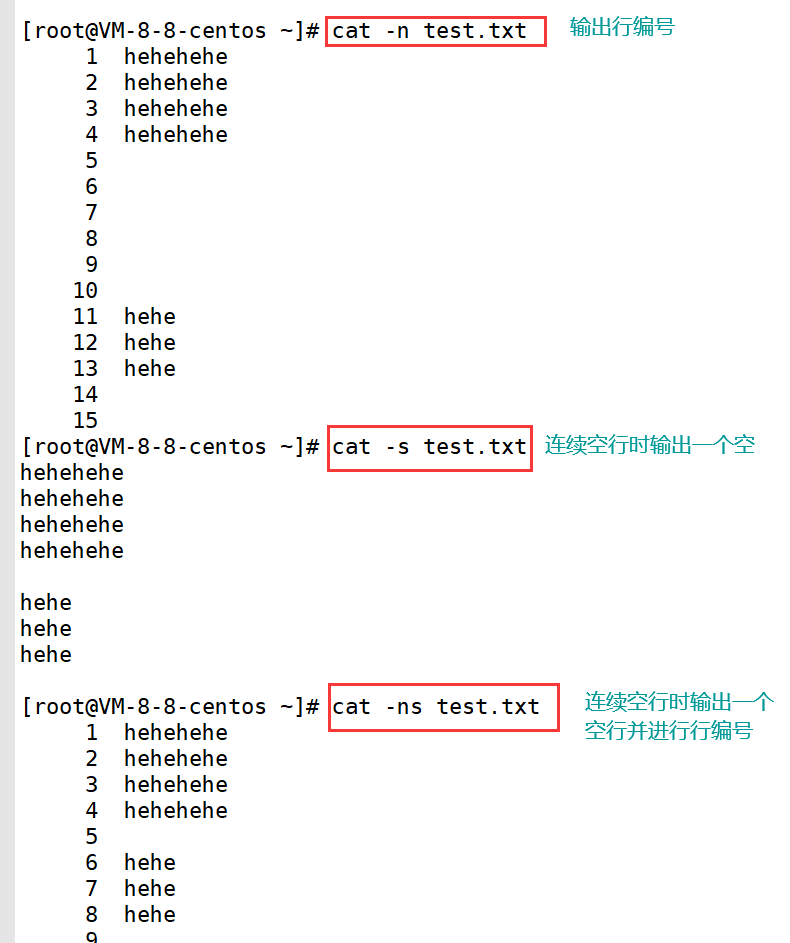 [root@VM-8-8-centos ~]# cat -n test.txt 输出行编号
1 hehehehe
2 hehehehe
3 hehehehe
4 hehehehe
5
6
7
8
9
10
11 hehe
12 hehe
13 hehe
14
15
[root@VM-8-8-centos ~]# cat -s test.txt 连续空行时输出一个空
hehehehe
hehehehe
hehehehe
hehehehe
hehe
hehe
hehe
[root@VM-8-8-centos ~]# cat -ns test.txt 连续空行时输出一个
空行并进行行编号
1 hehehehe
2 hehehehe
3 hehehehe
4 hehehehe
5
6 hehe
7 hehe
8 hehe
9